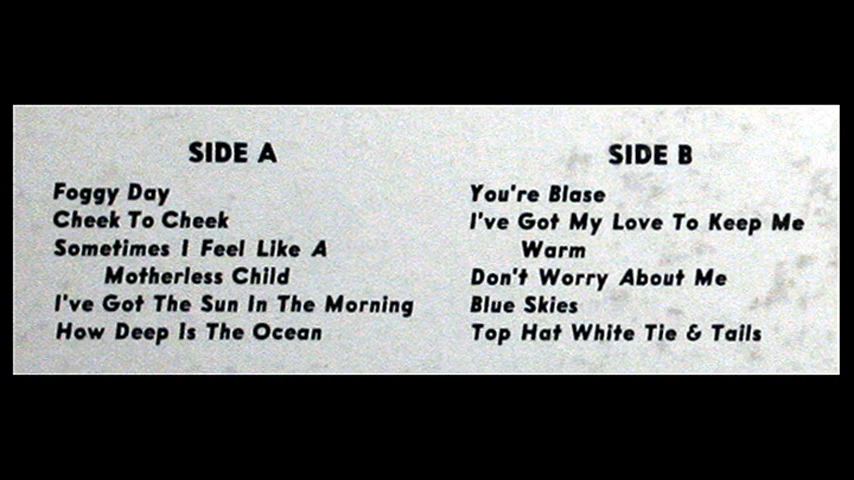 SIDE A
Foggy Day
Cheek To Cheek
Sometimes I Feel Like A
Motherless Child
I've Got The Sun In The Morning
How Deep Is The Ocean
SIDE B
You're Blase
I've Got My Love To Keep Me
Warm
Don't Worry About Me
Blue Skies
Top Hat White Tie & Tails